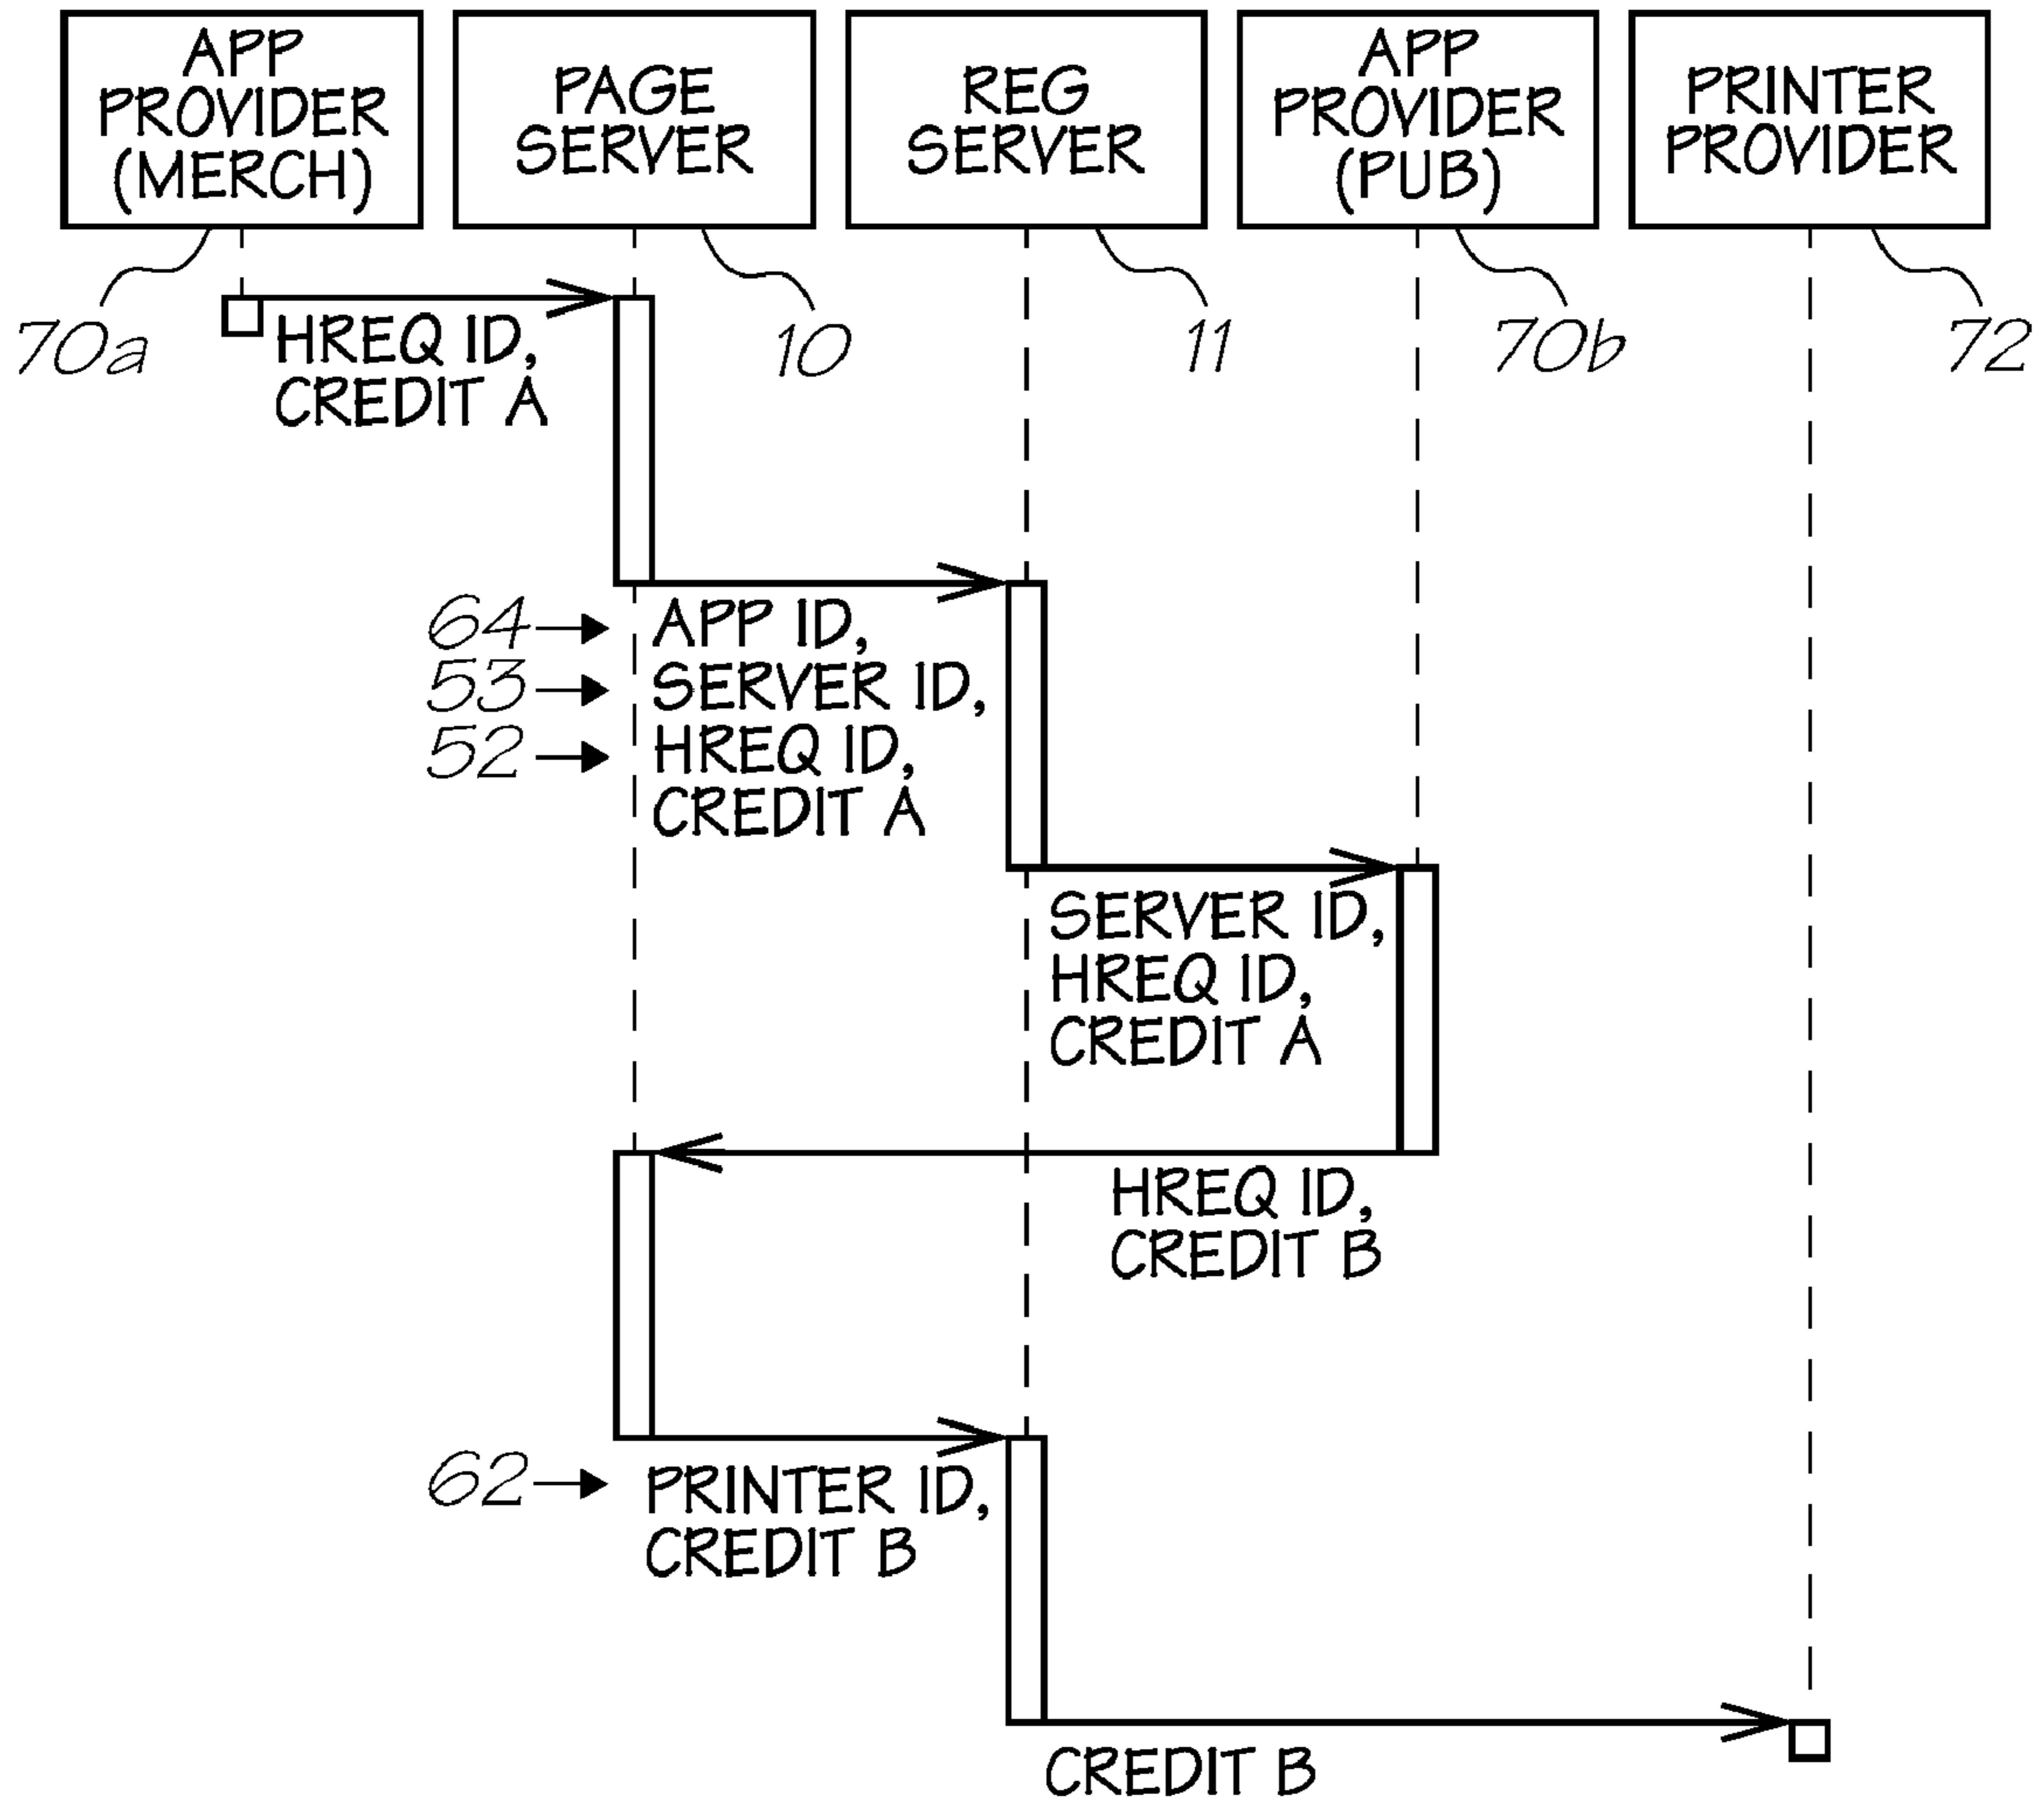 APP
PROVIDER
(MERCH)
PAGE
SERVER
REG
SERVER
APP
PROVIDER
(PUB)
PRINTER
PROVIDER
70a
10
11
70b
72
HREQ ID,
CREDIT A
64
APP ID,
53
SERVER ID,
52
HREQ ID,
CREDIT A
SERVER ID,
HREQ ID,
CREDIT A
HREQ ID,
CREDIT B
62
PRINTER ID,
CREDIT B
CREDIT B